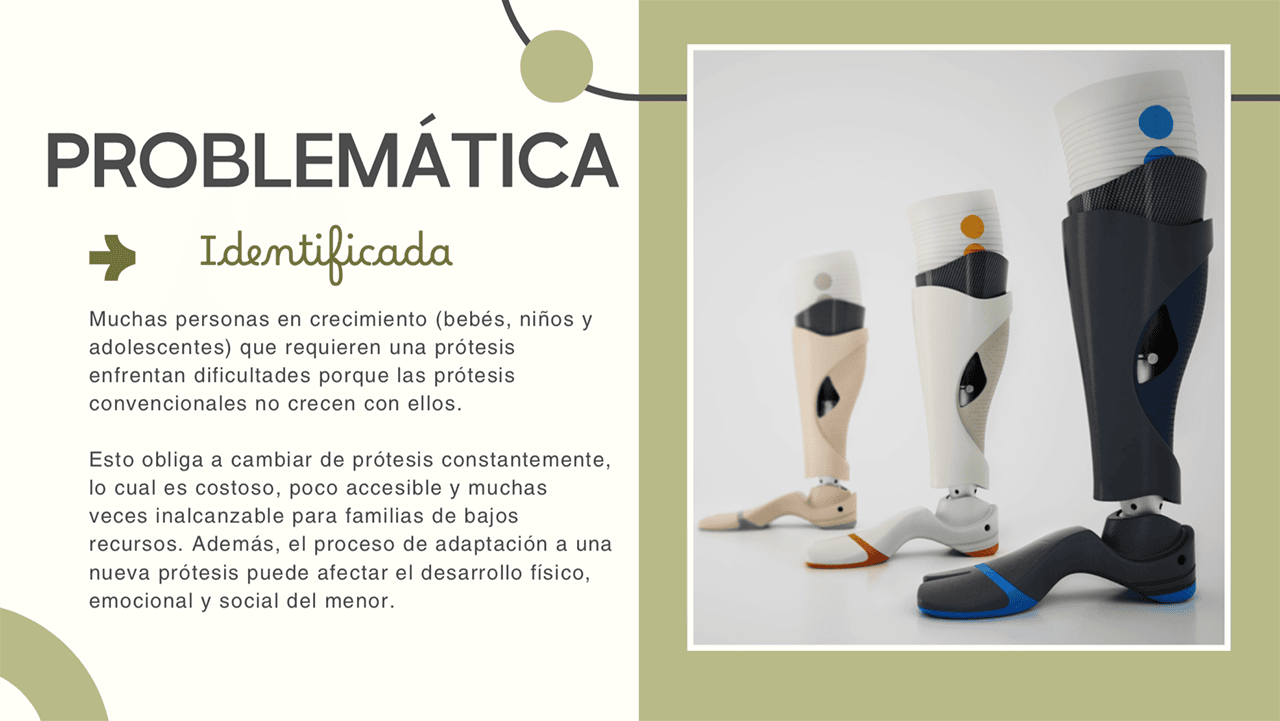 PROBLEMÁTICA
Identificada
Muchas personas en crecimiento (bebés, niños y
adolescentes) que requieren una prótesis
enfrentan dificultades porque las prótesis
convencionales no crecen con ellos.
Esto obliga a cambiar de prótesis constantemente,
lo cual es costoso, poco accesible y muchas
veces inalcanzable para familias de bajos
recursos. Además, el proceso de adaptación a una
nueva prótesis puede afectar el desarrollo físico,
emocional y social del menor.